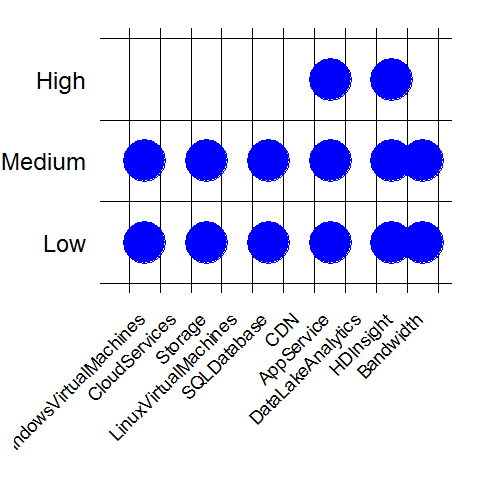 High
Medium
Low
ndowsVirtualMachines
CloudServices
Storage
LinuxVirtualMachines
SQLDatabase
CDN
AppService
DataLakeAnalytics
HDInsight
Bandwidth